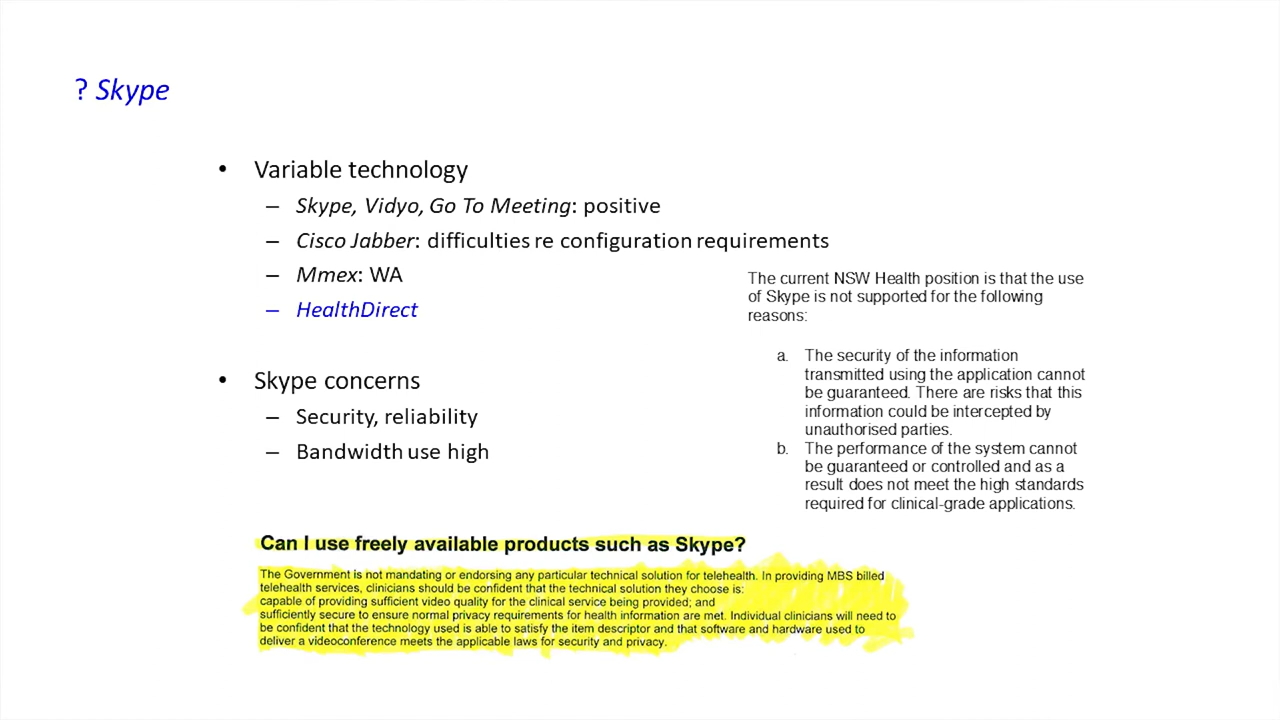 ? Skype
• Variable technology
– Skype, Vidyo, Go To Meeting: positive
– Cisco Jabber: difficulties re configuration requirements
– Mmex: WA
– HealthDirect
• Skype concerns
– Security, reliability
– Bandwidth use high
The current NSW Health position is that the use
of Skype is not supported for the following
reasons:
a. The security of the information
transmitted using the application cannot
be guaranteed. There are risks that this
information could be intercepted by
unauthorised parties.
b. The performance of the system cannot
be guaranteed or controlled and as a
result does not meet the high standards
required for clinical-grade applications.
Can I use freely available products such as Skype?
The Government is not mandating or endorsing any particular technical solution for telehealth. In providing MBS billed
telehealth services, clinicians should be confident that the technical solution they choose is:
capable of providing sufficient video quality for the clinical service being provided; and
sufficiently secure to ensure normal privacy requirements for health information are met. Individual clinicians will need to
be confident that the technology used is able to satisfy the item descriptor and that software and hardware used to
deliver a videoconference meets the applicable laws for security and privacy.